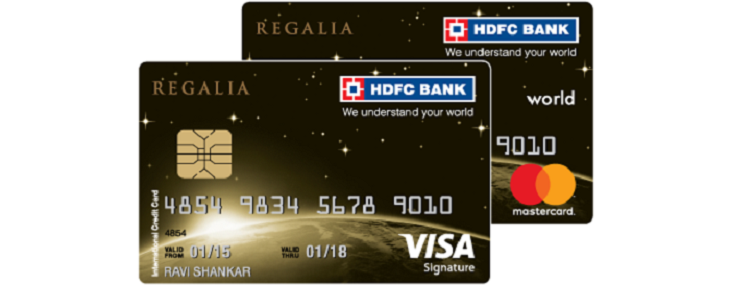 REGALIA
HDFC BANK
We understand your world
world
9010
mastercard.
REGALIA
HDFC BANK
We understand your world
International Credit Card
4854 9834 5678 9010
4854
VALID FROM 01/15 VALID THRU 01/18
RAVI SHANKAR
VISA
Signature